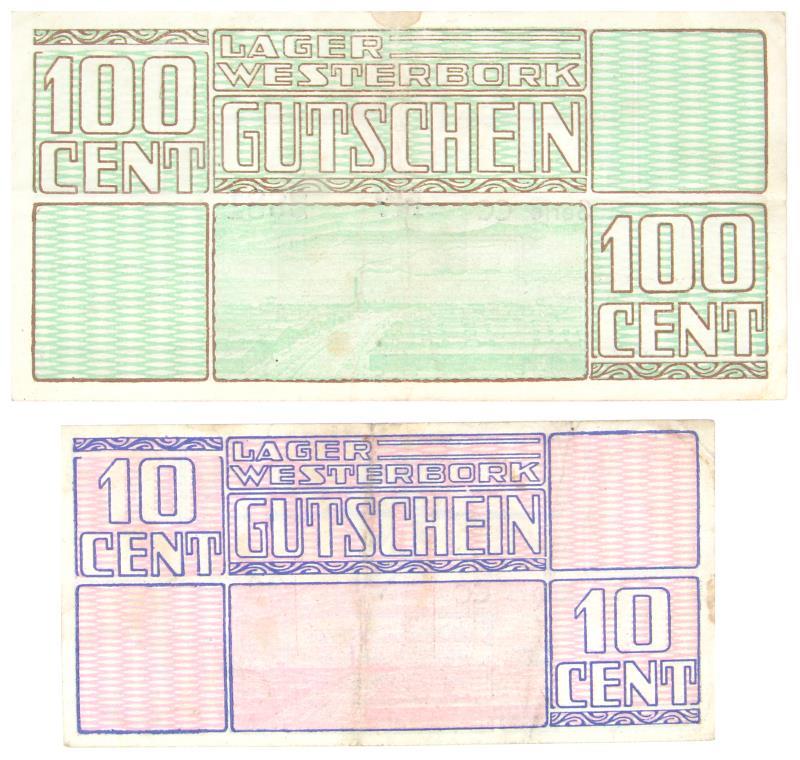 100
CENT
LAGER
WESTERBORK
GUTSCHEIN
100
CENT
10
CENT
LAGER
WESTERBORK
GUTSCHEIN
10
CENT